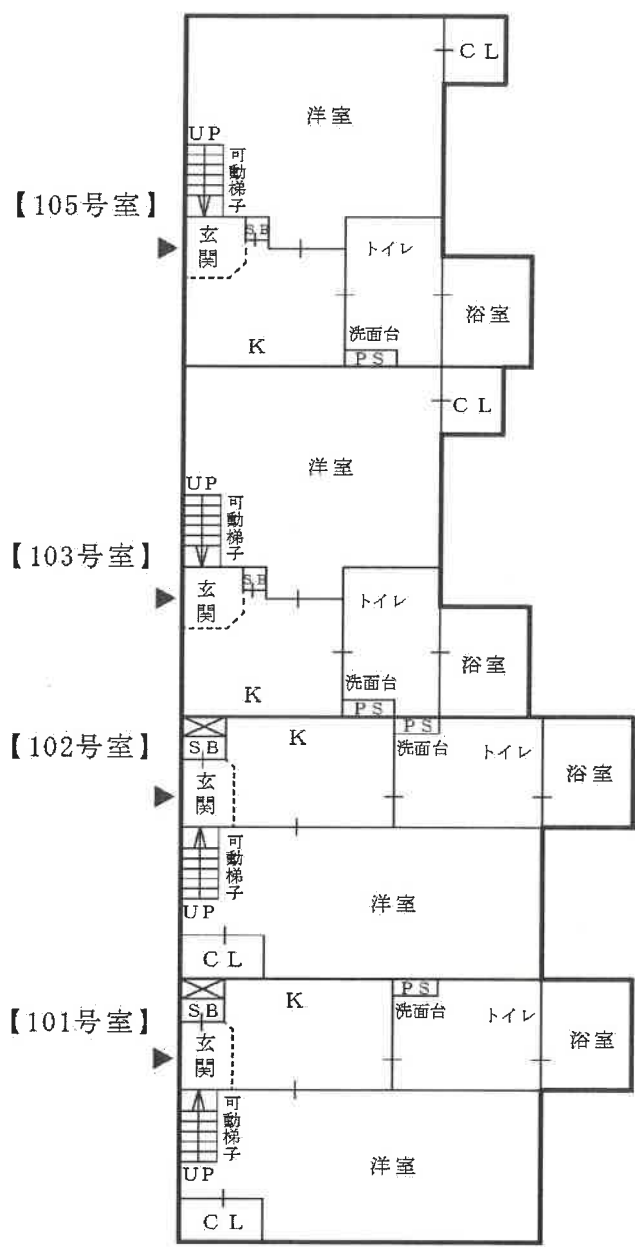 CL
洋室
UP
可動梯子
【105号室】
玄関
SB
トイレ
浴室
洗面台
K
PS
CL
洋室
UP
可動梯子
【103号室】
玄関
SB
トイレ
浴室
洗面台
K
PS
【102号室】
SB
K
PS
洗面台
トイレ
浴室
玄関
可動梯子
UP
洋室
CL
【101号室】
SB
K
PS
洗面台
トイレ
浴室
玄関
可動梯子
UP
洋室
CL